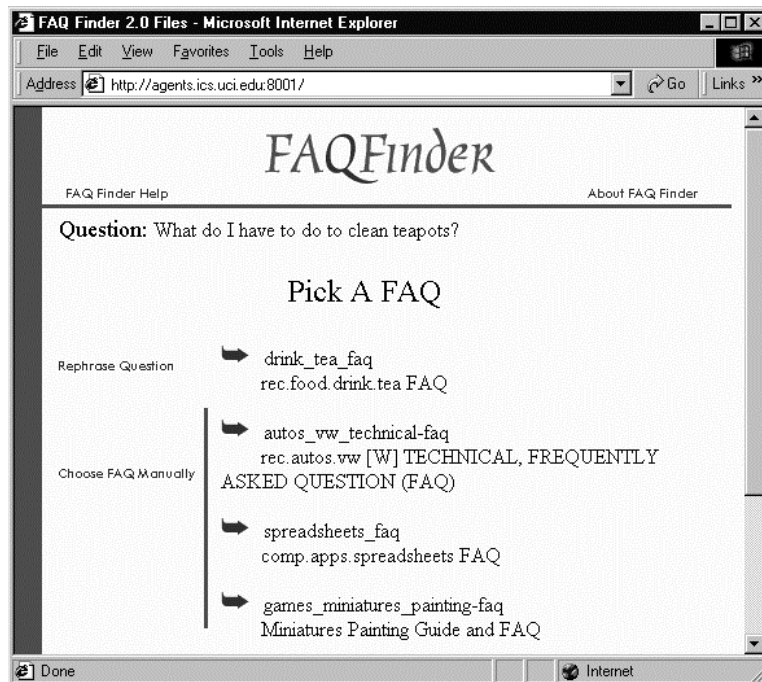 FAQ Finder 2.0 Files - Microsoft Internet Explorer
File Edit View Favorites Tools Help
Address http://agents.ics.uci.edu:8001/ Go Links »
FAQFinder
FAQ Finder Help About FAQ Finder
Question: What do I have to do to clean teapots?
Pick A FAQ
Rephrase Question
drink_tea_faq
rec.food.drink.tea FAQ
autos_vw_technical-faq
rec.autos.vw [W] TECHNICAL, FREQUENTLY
Choose FAQ Manually
ASKED QUESTION (FAQ)
spreadsheets_faq
comp.apps.spreadsheets FAQ
games_miniatures_painting-faq
Miniatures Painting Guide and FAQ
Done Internet